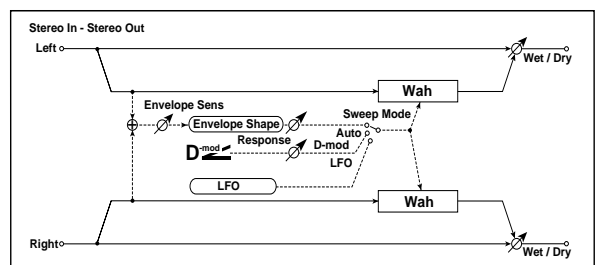 Stereo In - Stereo Out
Left
Wet / Dry
Wah
Envelope Sens
Sweep Mode
Envelope Shape
Auto
Response
D-mod
D-mod
LFO
LFO
Wah
Right
Wet / Dry